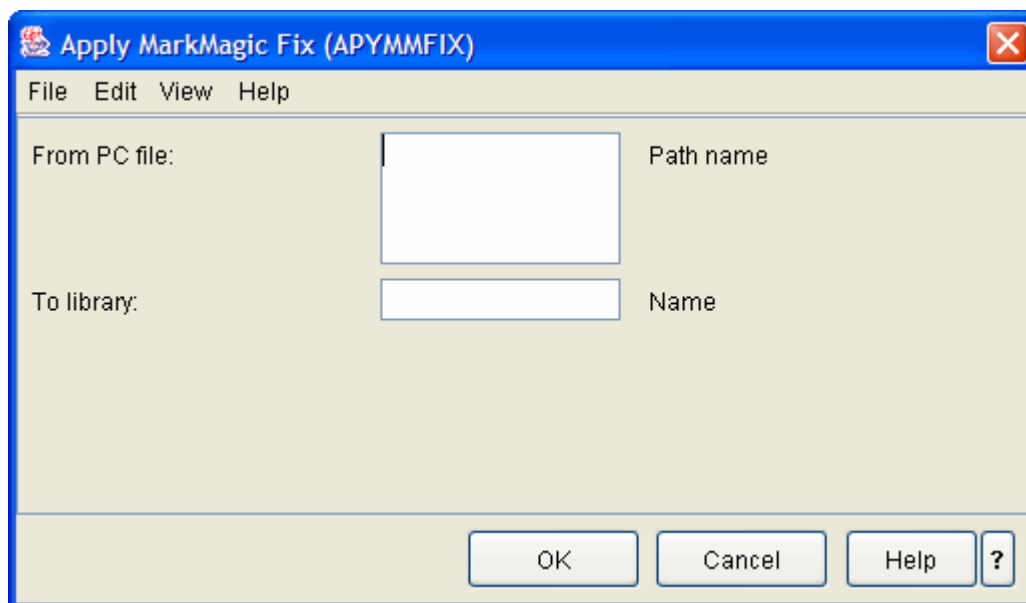 Apply MarkMagic Fix (APYMMFIX)
File Edit View Help
From PC file: Path name
To library: Name
OK Cancel Help ?